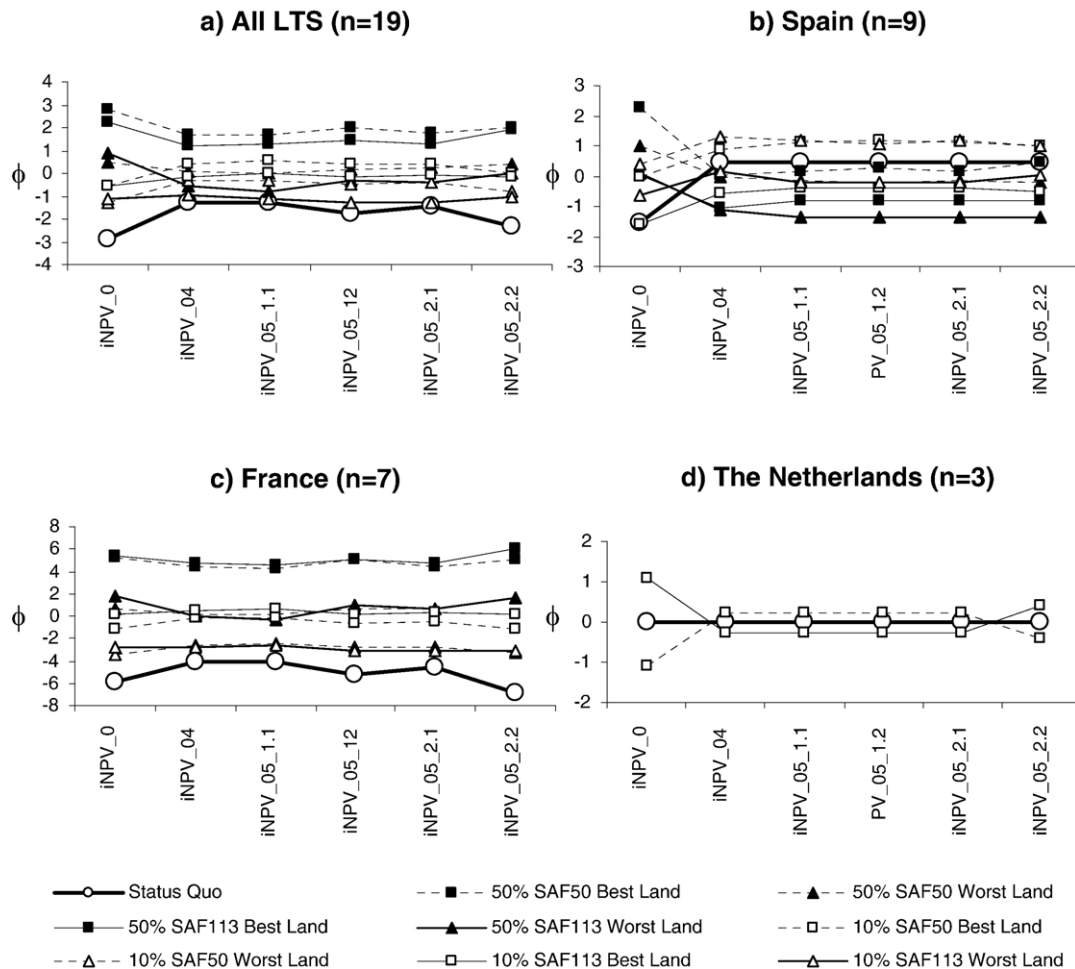 a) All LTS (n=19)
4
3
2
1
0
-1
-2
-3
-4
ϕ
iNPV_0
iNPV_04
iNPV_05_1.1
iNPV_05_12
iNPV_05_2.1
iNPV_05_2.2
b) Spain (n=9)
3
2
1
0
-1
-2
-3
ϕ
iNPV_0
iNPV_04
iNPV_05_1.1
PV_05_1.2
iNPV_05_2.1
iNPV_05_2.2
c) France (n=7)
8
6
4
2
0
-2
-4
-6
-8
ϕ
iNPV_0
iNPV_04
iNPV_05_1.1
iNPV_05_12
iNPV_05_2.1
iNPV_05_2.2
d) The Netherlands (n=3)
2
1
0
-1
-2
ϕ
iNPV_0
iNPV_04
iNPV_05_1.1
PV_05_1.2
iNPV_05_2.1
iNPV_05_2.2
Status Quo
50% SAF50 Best Land
50% SAF50 Worst Land
50% SAF113 Best Land
50% SAF113 Worst Land
10% SAF50 Best Land
10% SAF50 Worst Land
10% SAF113 Best Land
10% SAF113 Worst Land